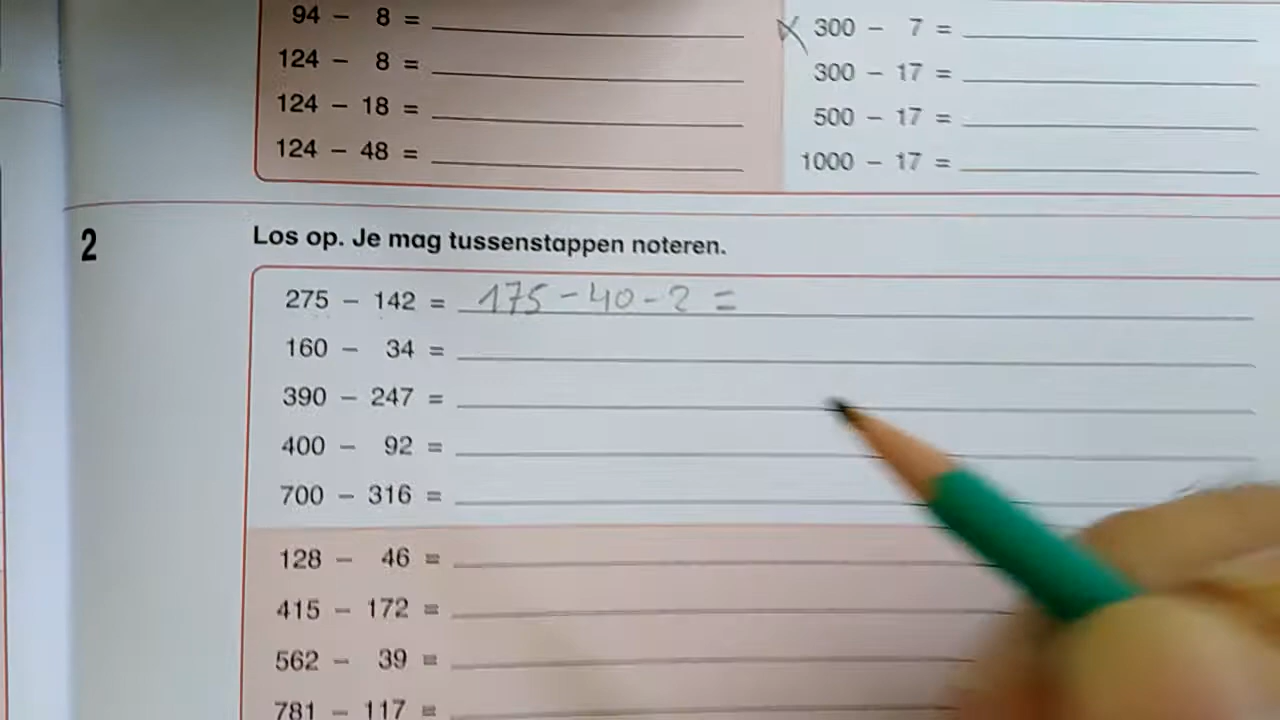 94 - 8 =
124 - 8 =
124 - 18 =
124 - 48 =
300 - 7 =
300 - 17 =
500 - 17 =
1000 - 17 =
2 Los op. Je mag tussenstappen noteren.
275 - 142 = 175 - 40 - 2 =
160 - 34 =
390 - 247 =
400 - 92 =
700 - 316 =
128 - 46 =
415 - 172 =
562 - 39 =
781 - 117 =